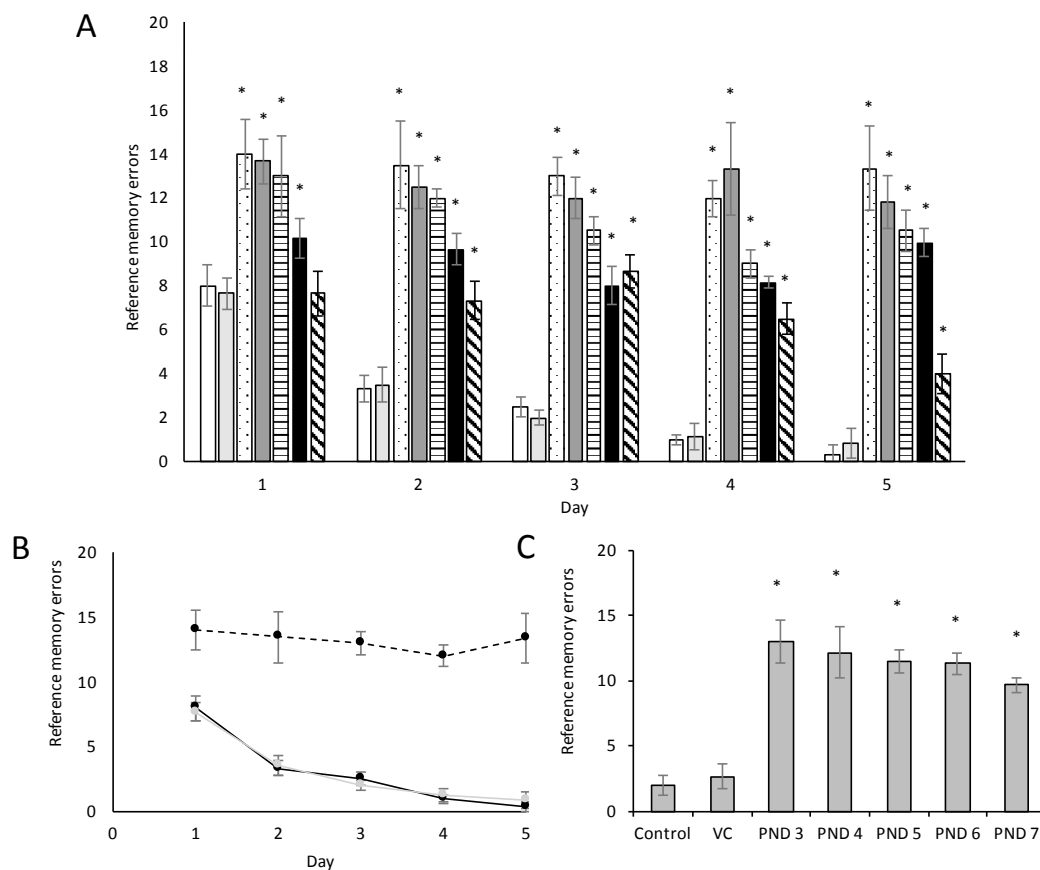 A
Reference memory errors
20
18
16
14
12
10
8
6
4
2
0
* * * *
* * * * *
* * * * *
* * * * *
* * * * *
1 2 3 4 5
Day
B
Reference memory errors
20
15
10
5
0
0 1 2 3 4 5
Day
C
Reference memory errors
20
15
10
5
0
* * * * *
Control VC PND 3 PND 4 PND 5 PND 6 PND 7